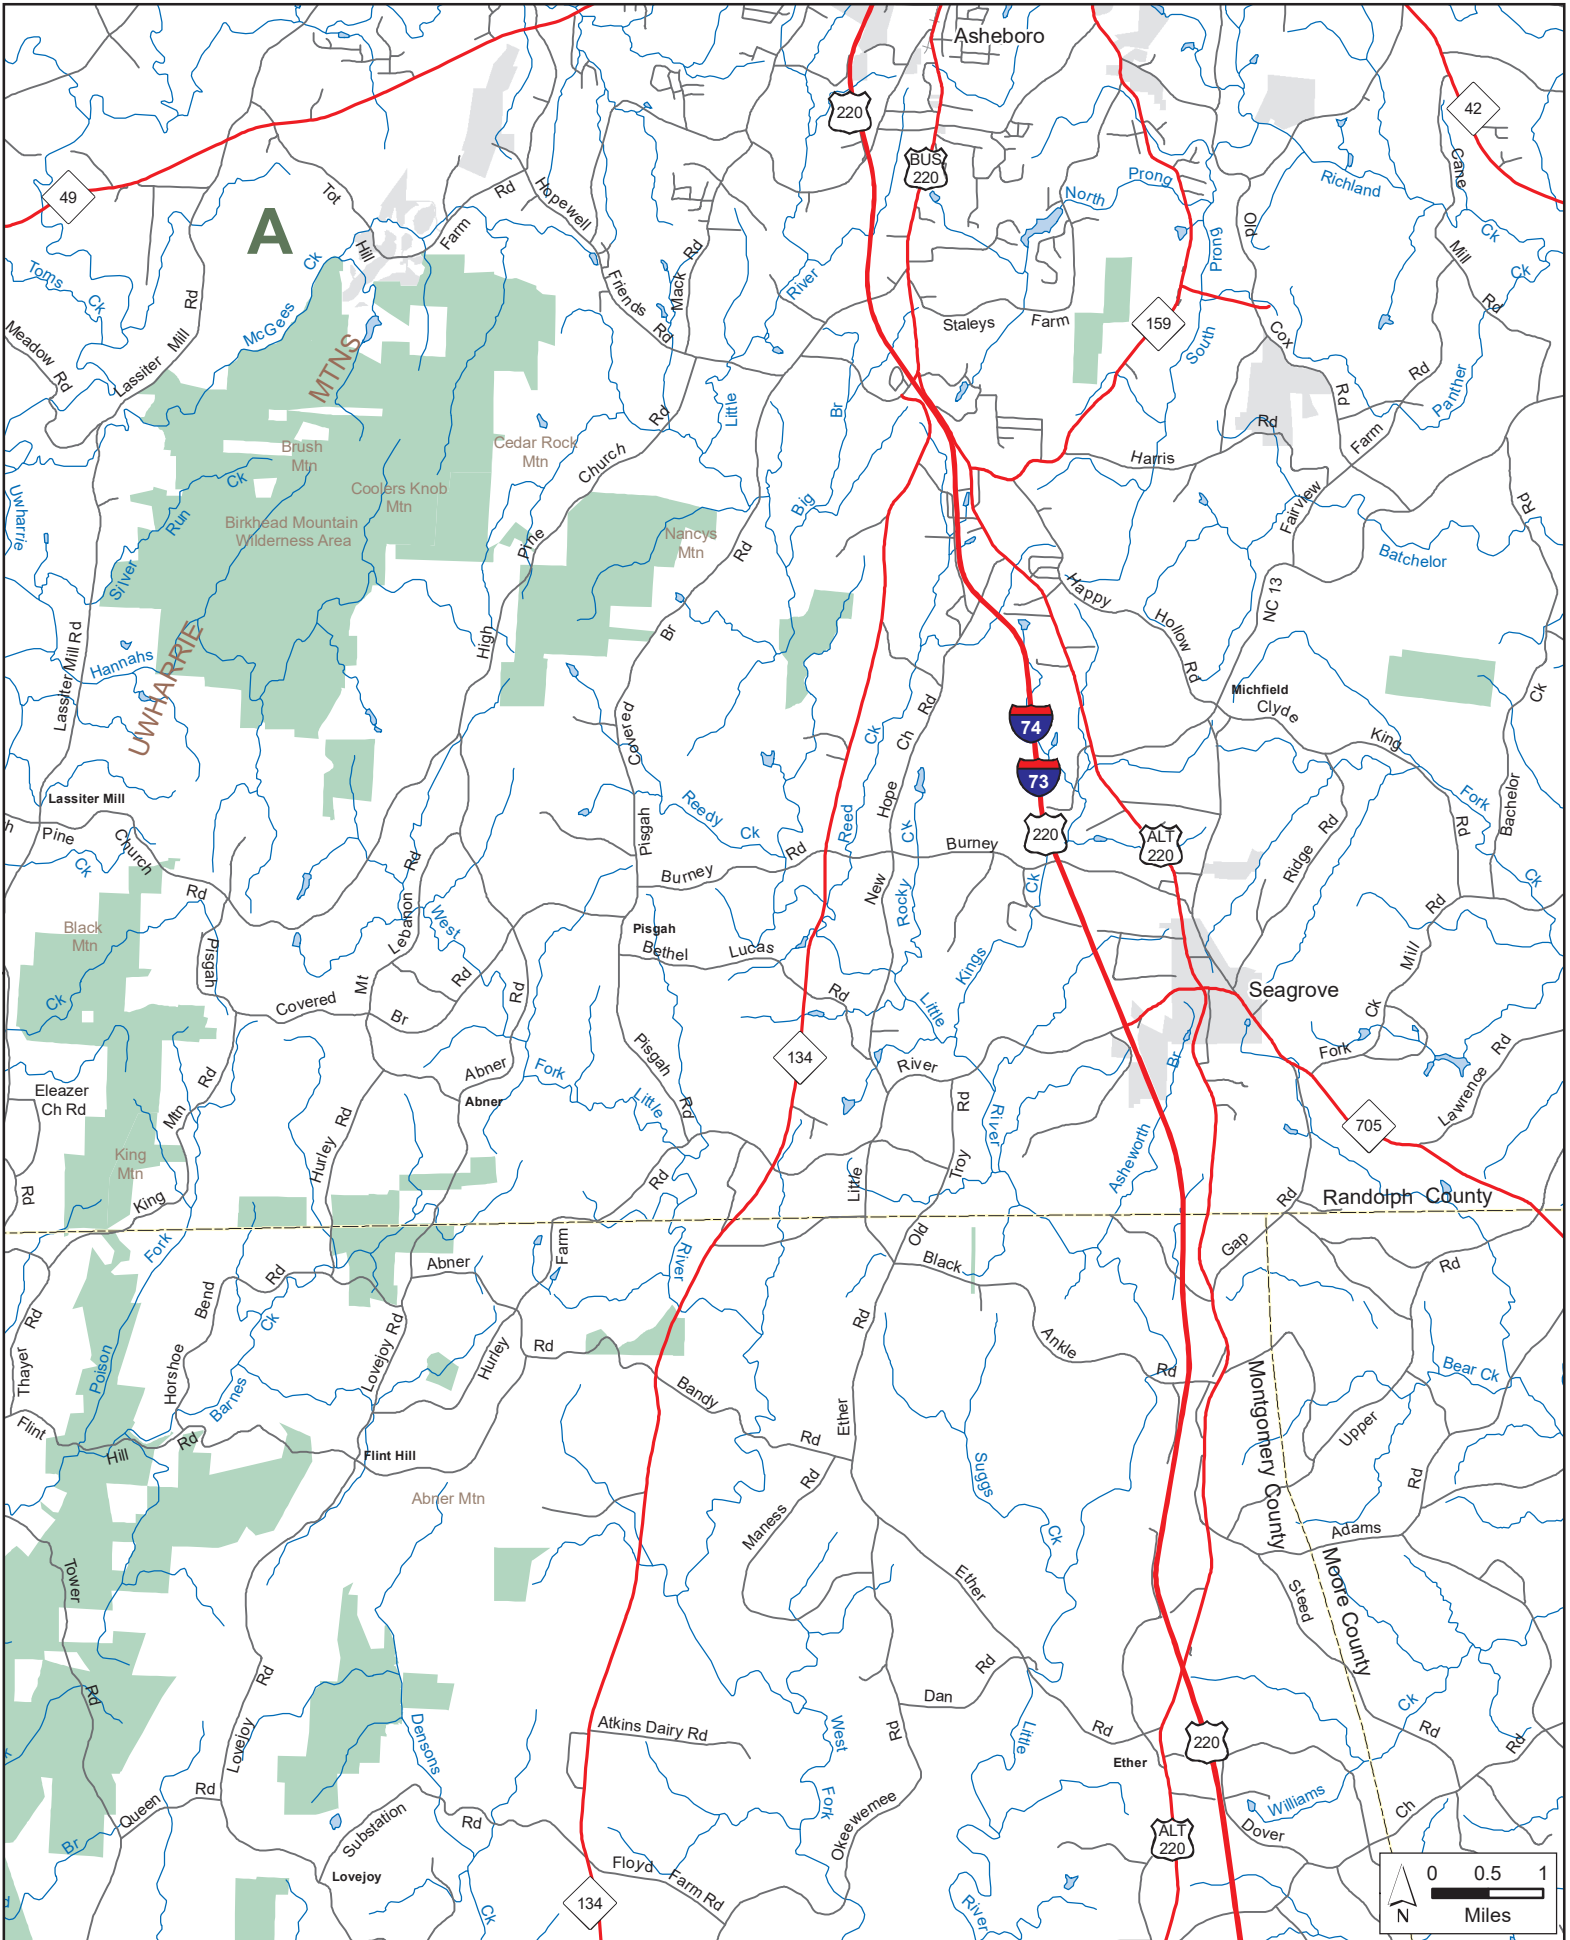 Asheboro
220
BUS
220
42
49
A
159
Tot
Hill
Farm
Rd
Hopewell
Friends
Rd
Mack Rd
River
North
Prong
Prong
South
Richland
Cane
Mill
Rd
Ck
Ck
Old
Cox
Rd
Toms
Ck
Meadow
Rd
Lassiter
Mill
Rd
McGees
Ck
MTNS
UWHARRIE
Staleys
Farm
Little
Br
Big
Panther
Farm
Rd
Fairview
Harris
Rd
Rd
Brush
Mtn
Cedar Rock
Mtn
Coolers Knob
Mtn
Birkhead Mountain
Wilderness Area
Nancys
Mtn
Silver
Run
Ck
Uwharrie
Pine
Church
Rd
High
Rd
Br
Covered
Pisgah
Batchelor
NC 13
Happy
Hollow
Rd
Hannahs
Lassiter Mill Rd
Michfield
Clyde
King
Rd
Ck
Bachelor
Fork
Ck
74
73
220
ALT
220
Ck
Reed
Rd
Ch
Hope
New
Ck
Rocky
Reedy
Ck
Burney
Rd
Burney
Ck
Ridge
Rd
Lassiter Mill
h
Pine
Church
Rd
Ck
Black
Mtn
Ck
Pisgah
Covered
Br
Rd
Mt
Lebanon
Rd
West
Rd
Pisgah
Bethel
Lucas
Rd
Kings
Little
Seagrove
Rd
Mill
Ck
Fork
Lawrence
Rd
134
River
River
Br
Asheworth
705
Eleazer
Ch Rd
Rd
Mtn
Rd
King
King
Mtn
Abner
Abner
Fork
Little
Pisgah
Rd
Hurley
Rd
Rd
Troy
Old
Little
Rd
Rd
Gap
Randolph County
Fork
Poison
Thayer
Rd
Horshoe
Bend
Rd
Ck
Barnes
Abner
Farm
River
Black
Ankle
Rd
Rd
Lovejoy Rd
Hurley
Rd
Bandy
Rd
Rd
Ether
Bear Ck
Montgomery County
Moore County
Upper
Rd
Flint
Hill
Rd
Flint Hill
Abner Mtn
Rd
Maness
Suggs
Ck
Adams
Steed
Tower
Rd
Ether
Rd
Dan
Rd
Ck
Rd
Rd
Atkins Dairy Rd
Rd
Lovejoy
Densons
Ck
West
Fork
Rd
Okeewemee
Little
River
Ether
220
Williams
Dover
Ch
Queen
Rd
Br
Substation
Rd
Lovejoy
Floyd
Farm Rd
134
ALT
220
N
0 0.5 1
Miles